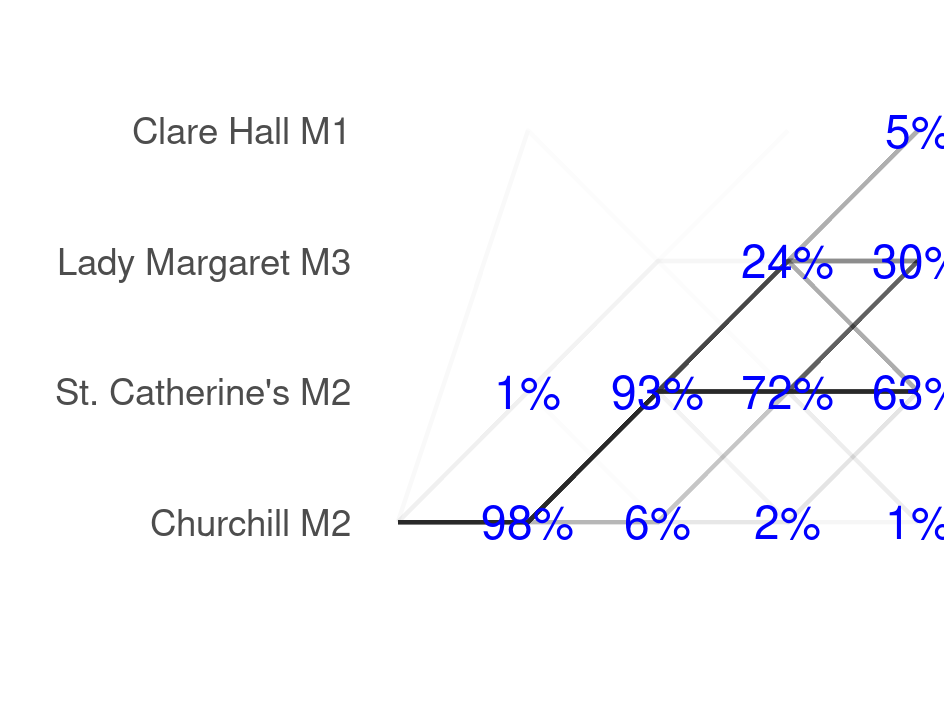 Clare Hall M1 5%
Lady Margaret M3 24% 30%
St. Catherine's M2 1% 93% 72% 63%
Churchill M2 98% 6% 2% 1%